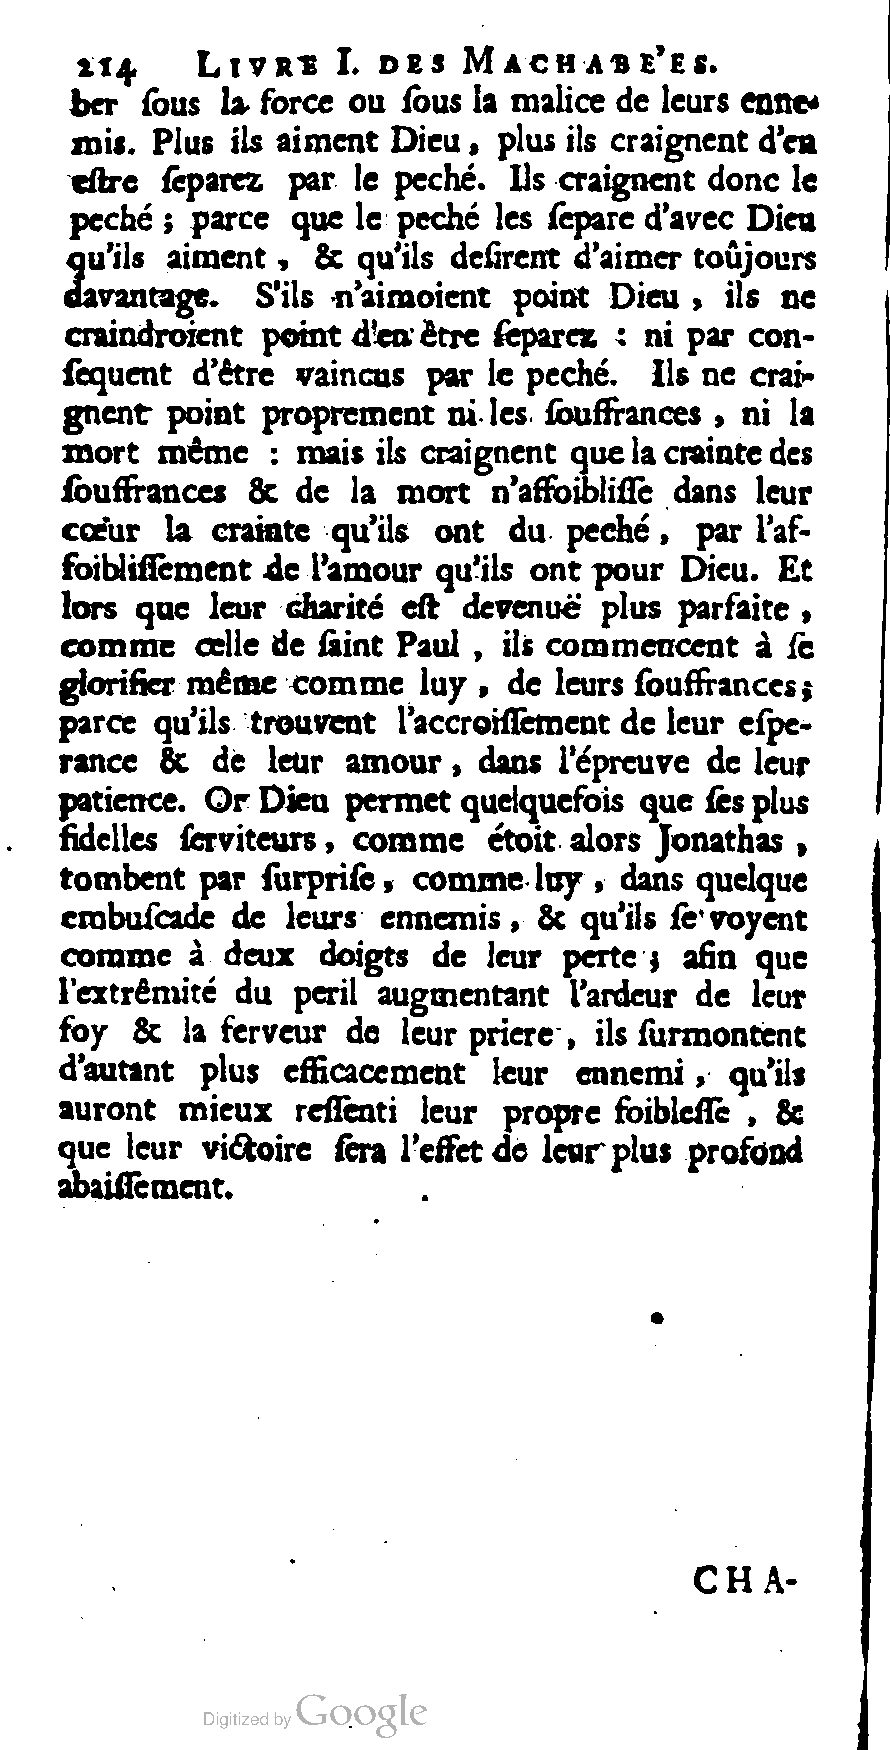 214 LIVRE I. DES MACHABE'ES.
ber ſous la force ou ſous la malice de leurs enne-
mis. Plus ils aiment Dieu, plus ils craignent d'en
eſtre ſeparez par le peché. Ils craignent donc le
peché ; parce que le peché les ſepare d'avec Dieu
qu'ils aiment , & qu'ils deſirent d'aimer toûjours
davantage. S'ils n'aimoient point Dieu , ils ne
craindroient point d'en être ſeparez : ni par con-
ſequent d'être vaincus par le peché. Ils ne crai-
gnent point proprement ni les ſouffrances , ni la
mort même : mais ils craignent que la crainte des
ſouffrances & de la mort n'affoibliſſe dans leur
cœur la crainte qu'ils ont du peché , par l'af-
foibliſſement de l'amour qu'ils ont pour Dieu. Et
lors que leur charité eſt devenuë plus parfaite ,
comme celle de ſaint Paul , ils commencent à ſe
glorifier même comme luy , de leurs ſouffrances ;
parce qu'ils trouvent l'accroiſſement de leur eſpe-
rance & de leur amour , dans l'épreuve de leur
patience. Or Dieu permet quelquefois que ſes plus
fidelles ſerviteurs , comme étoit alors Jonathas ,
tombent par ſurpriſe , comme luy , dans quelque
embuſcade de leurs ennemis , & qu'ils ſe voyent
comme à deux doigts de leur perte ; afin que
l'extrêmité du peril augmentant l'ardeur de leur
foy & la ferveur de leur priere , ils ſurmontent
d'autant plus efficacement leur ennemi , qu'ils
auront mieux reſſenti leur propre foibleſſe , &
que leur victoire ſera l'effet de leur plus profond
abaiſſement.
CHA-
Digitized by Google